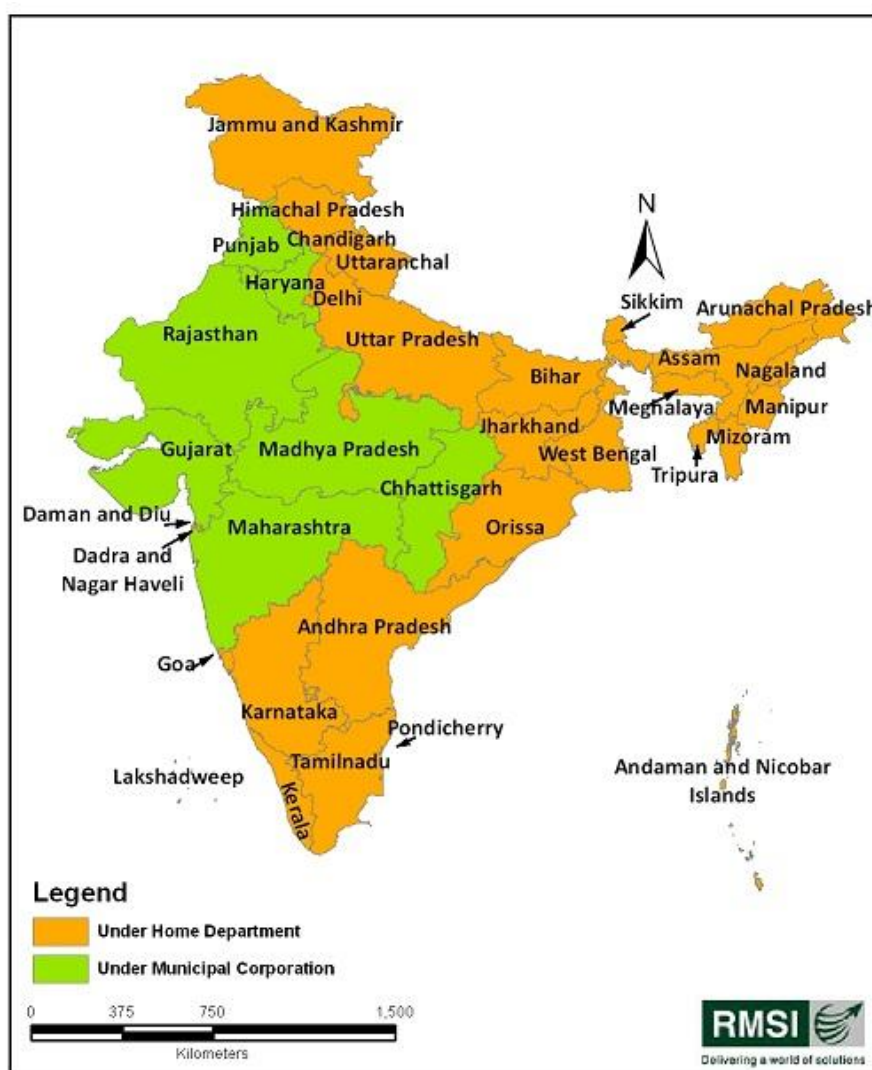 Jammu and Kashmir
Himachal Pradesh
N
Punjab
Chandigarh
Uttaranchal
Haryana
Delhi
Sikkim
Arunachal Pradesh
Rajasthan
Uttar Pradesh
Assam
Bihar
Nagaland
Meghalaya
Manipur
Jharkhand
Gujarat
Madhya Pradesh
West Bengal
Mizoram
Tripura
Chhattisgarh
Daman and Diu
Maharashtra
Orissa
Dadra and
Nagar Haveli
Andhra Pradesh
Goa
Karnataka
Pondicherry
Tamilnadu
Lakshadweep
Andaman and Nicobar
Islands
Kerala
Legend
Under Home Department
Under Municipal Corporation
0 375 750 1,500
Kilometers
RMSI
Delivering a world of solutions